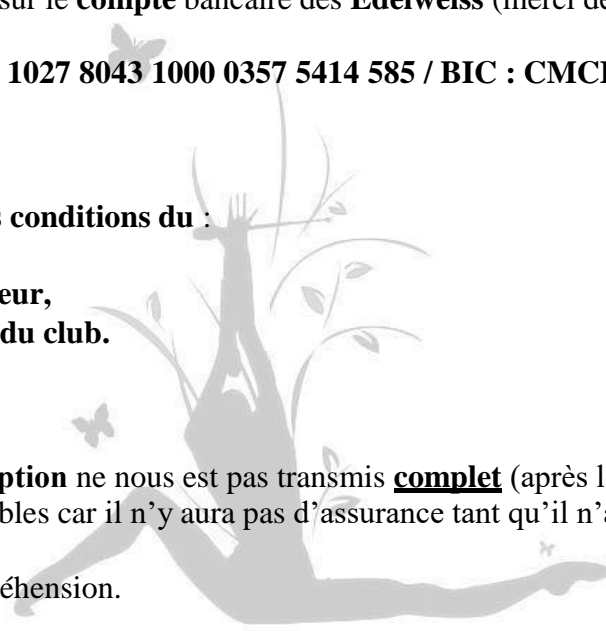 sur le compte bancaire des Edelweiss (merci de
1027 8043 1000 0357 5414 585 / BIC : CMCI
conditions du :
eur,
du club.
ption ne nous est pas transmis complet (après l
bles car il n’y aura pas d’assurance tant qu’il n’a
éhension.